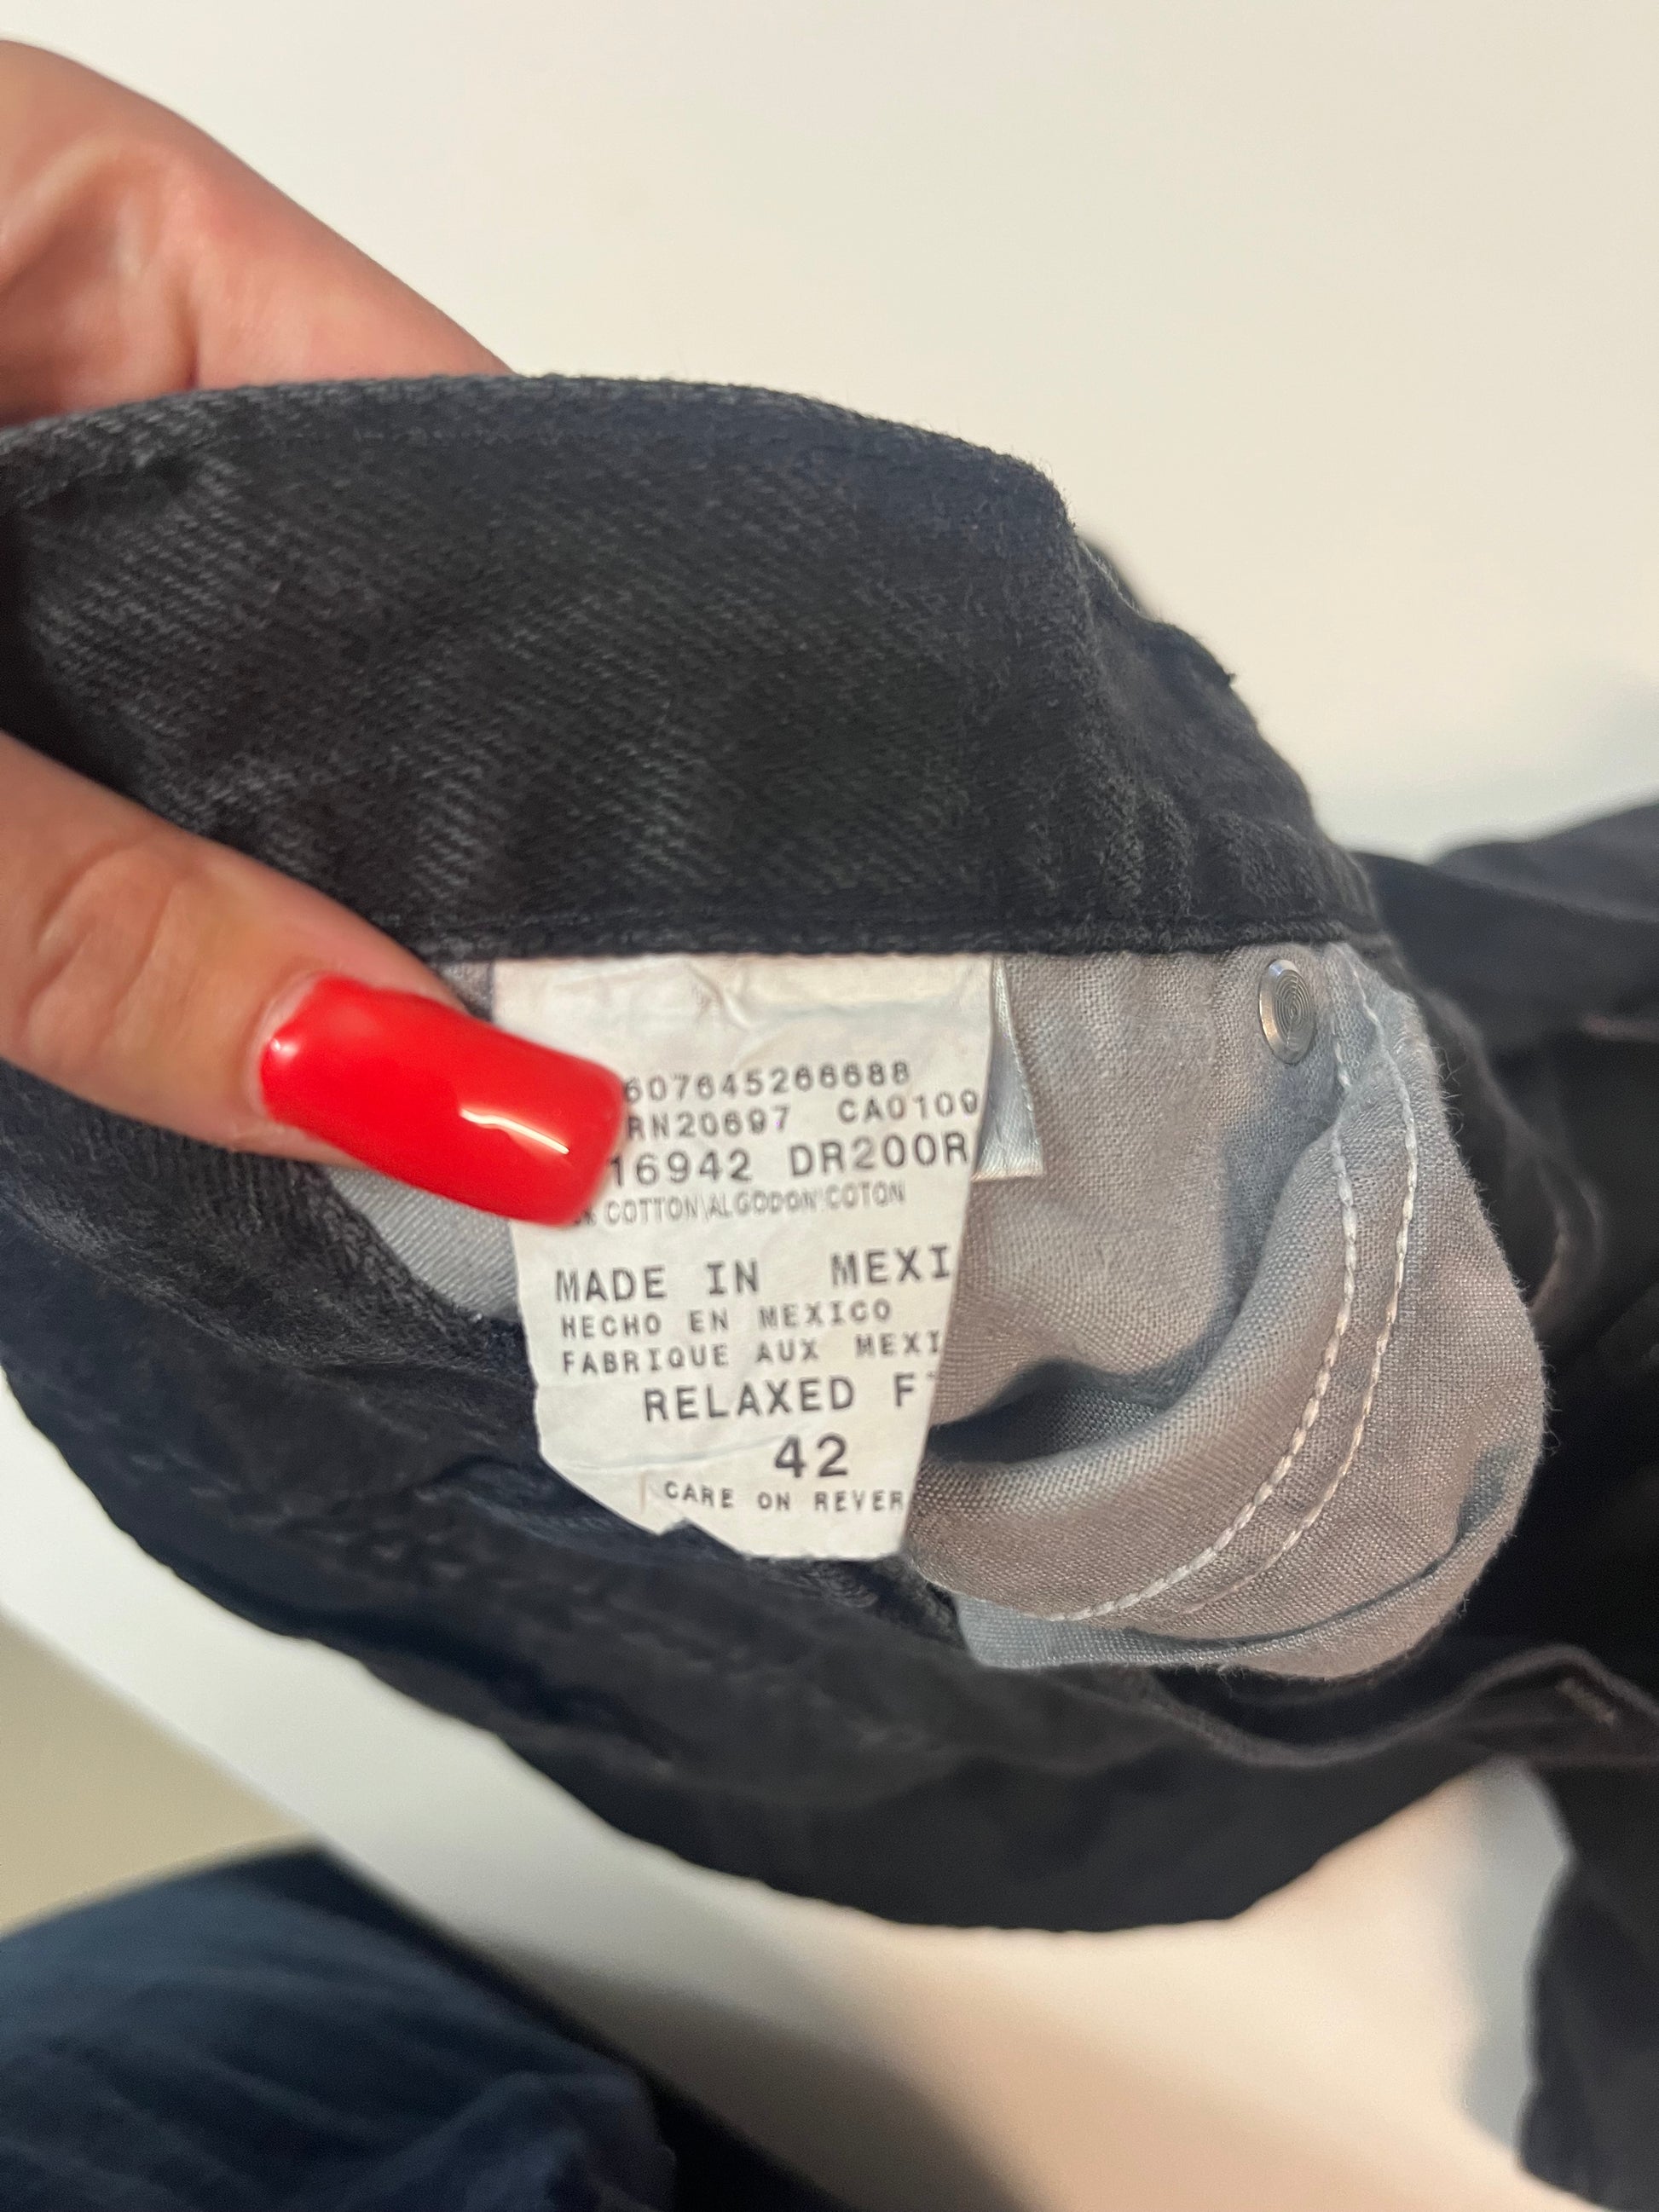 607645266688
RN20697 CA0109
16942 DR200R
COTTON\ALGODON\COTON
MADE IN MEXI
HECHO EN MEXICO
FABRIQUE AUX MEXI
RELAXED F
42
CARE ON REVER